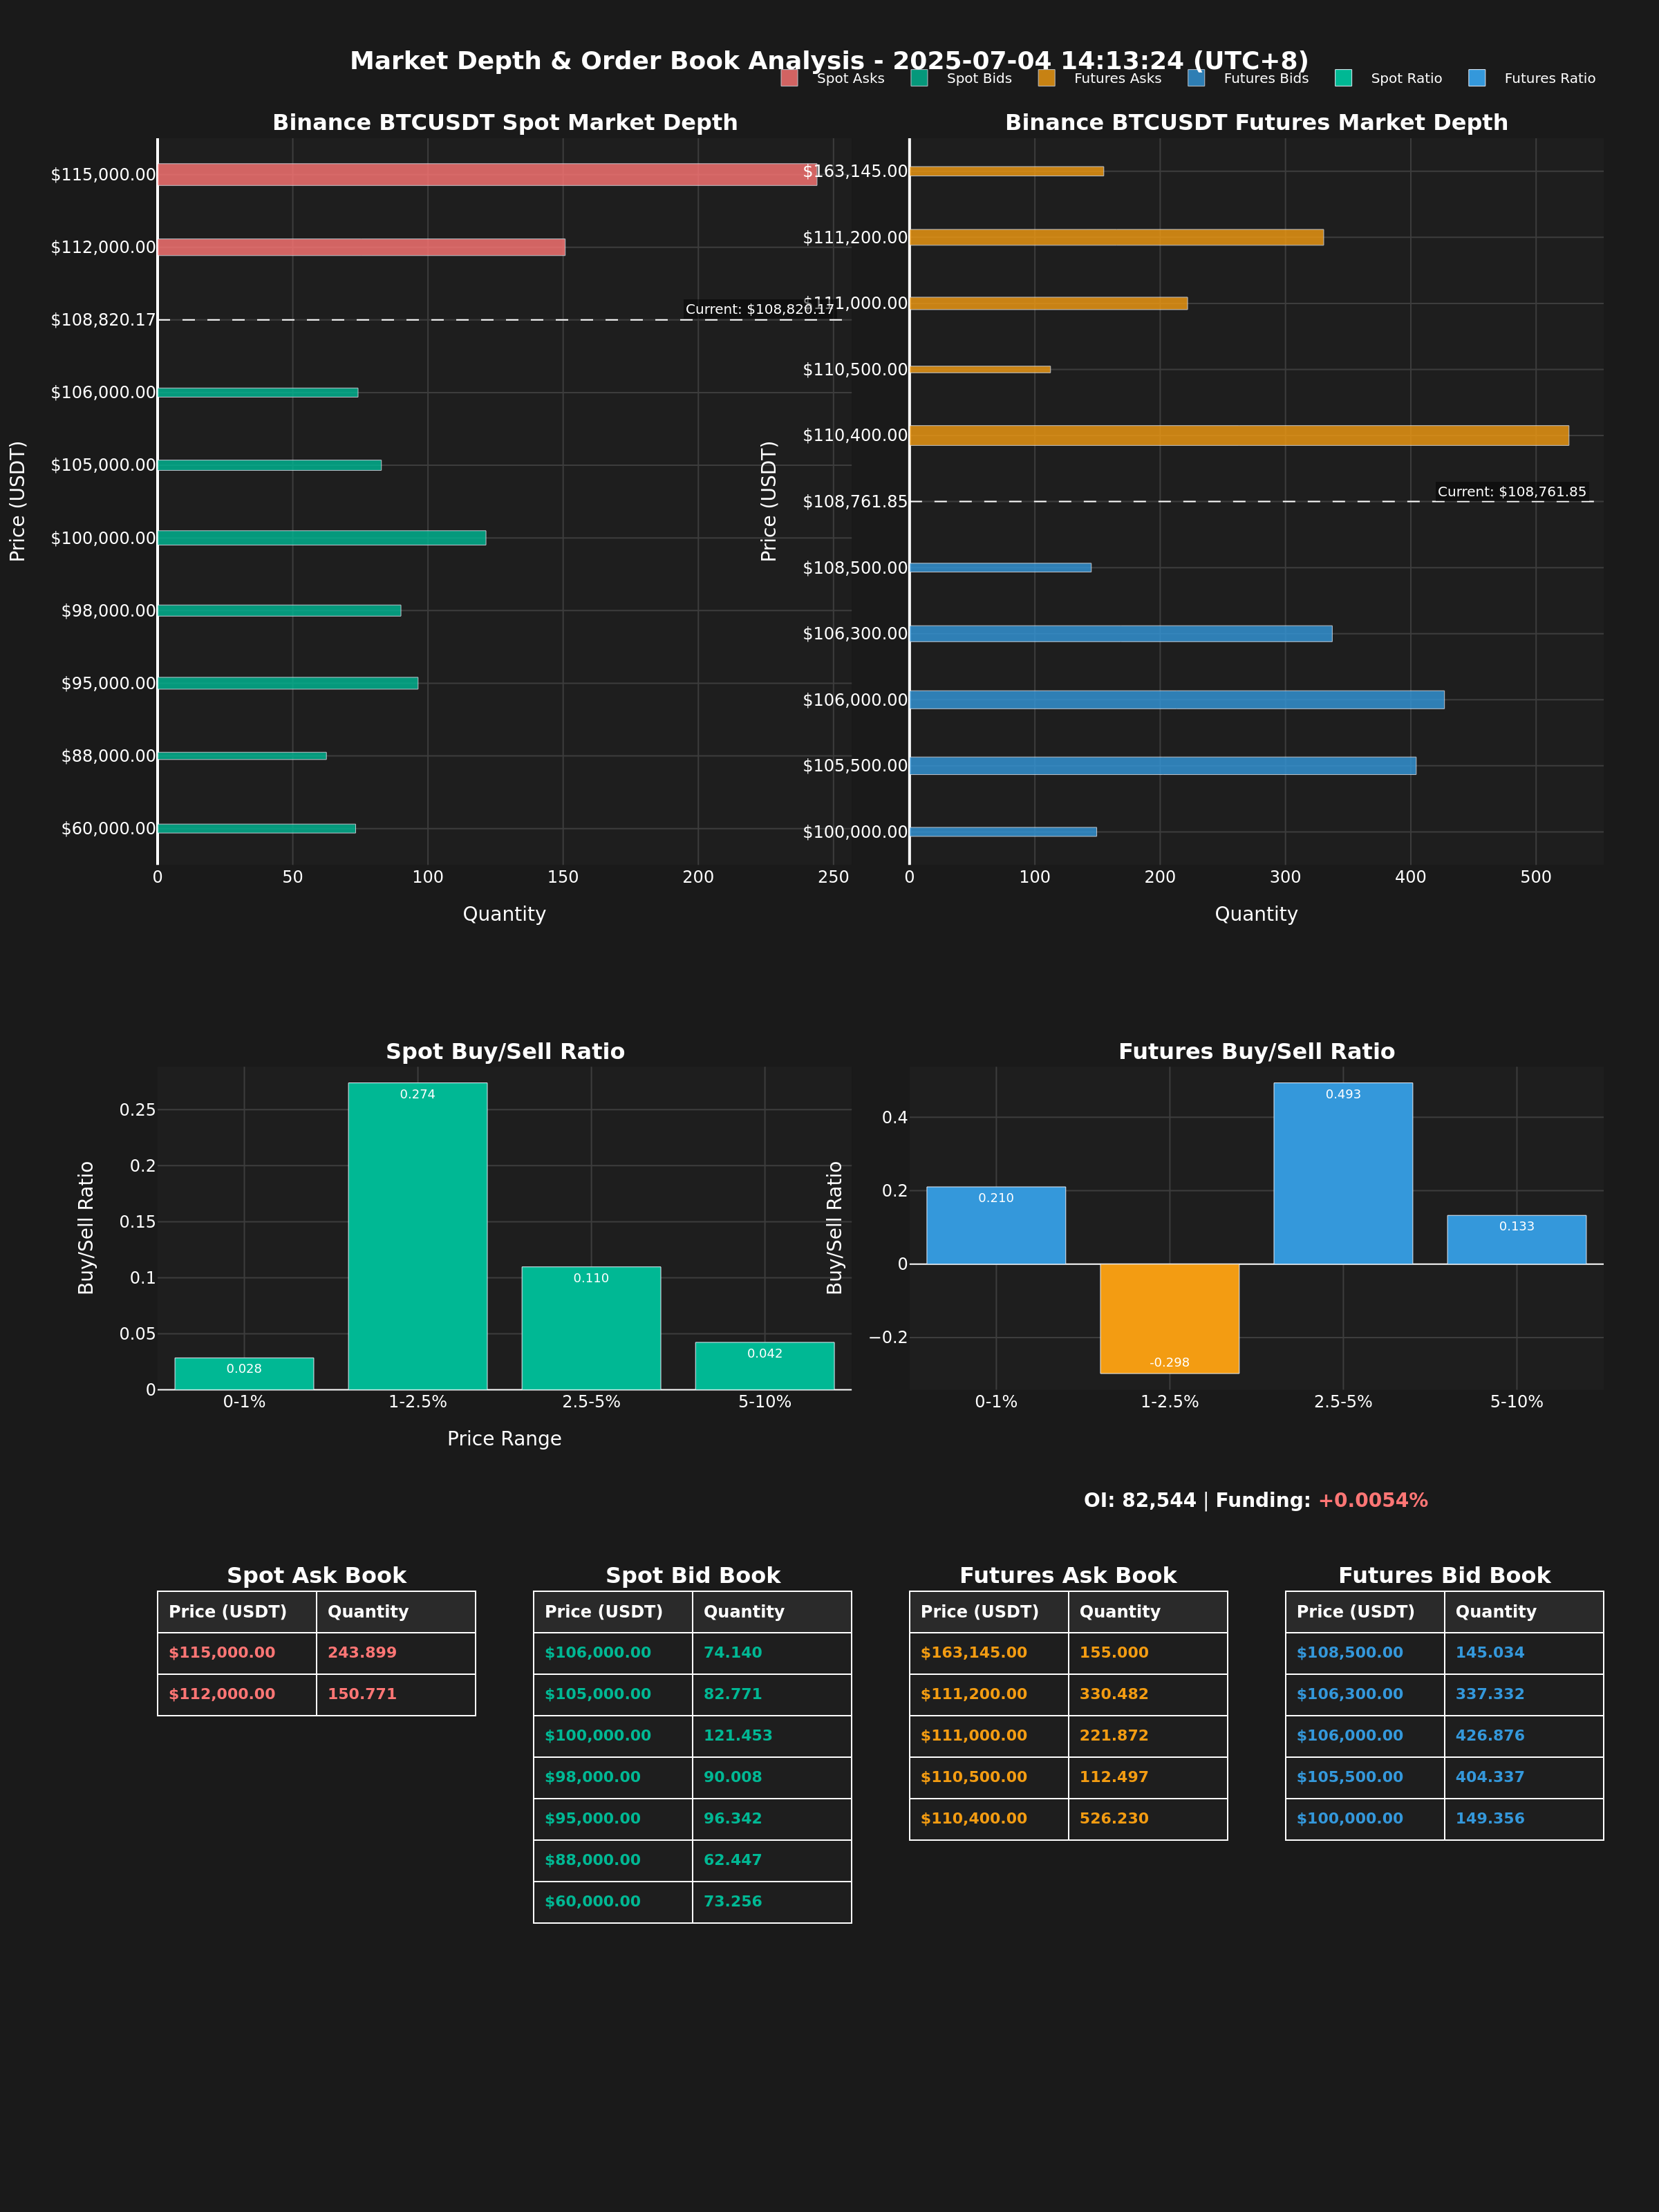 Market Depth & Order Book Analysis - 2025-07-04 14:13:24 (UTC+8)
Spot Asks
Spot Bids
Futures Asks
Futures Bids
Spot Ratio
Futures Ratio
Binance BTCUSDT Spot Market Depth
Price (USDT)
$115,000.00
$112,000.00
$108,820.17
$106,000.00
$105,000.00
$100,000.00
$98,000.00
$95,000.00
$88,000.00
$60,000.00
Current: $108,820.17
0 50 100 150 200 250
Quantity
Binance BTCUSDT Futures Market Depth
Price (USDT)
$163,145.00
$111,200.00
$111,000.00
$110,500.00
$110,400.00
$108,761.85
$108,500.00
$106,300.00
$106,000.00
$105,500.00
$100,000.00
Current: $108,761.85
0 100 200 300 400 500
Quantity
Spot Buy/Sell Ratio
Buy/Sell Ratio
0.25
0.2
0.15
0.1
0.05
0
0.028
0.274
0.110
0.042
0-1% 1-2.5% 2.5-5% 5-10%
Price Range
Futures Buy/Sell Ratio
Buy/Sell Ratio
0.4
0.2
0
−0.2
0.210
-0.298
0.493
0.133
0-1% 1-2.5% 2.5-5% 5-10%
OI: 82,544 | Funding: +0.0054%
Spot Ask Book
Price (USDT) Quantity
$115,000.00 243.899
$112,000.00 150.771
Spot Bid Book
Price (USDT) Quantity
$106,000.00 74.140
$105,000.00 82.771
$100,000.00 121.453
$98,000.00 90.008
$95,000.00 96.342
$88,000.00 62.447
$60,000.00 73.256
Futures Ask Book
Price (USDT) Quantity
$163,145.00 155.000
$111,200.00 330.482
$111,000.00 221.872
$110,500.00 112.497
$110,400.00 526.230
Futures Bid Book
Price (USDT) Quantity
$108,500.00 145.034
$106,300.00 337.332
$106,000.00 426.876
$105,500.00 404.337
$100,000.00 149.356